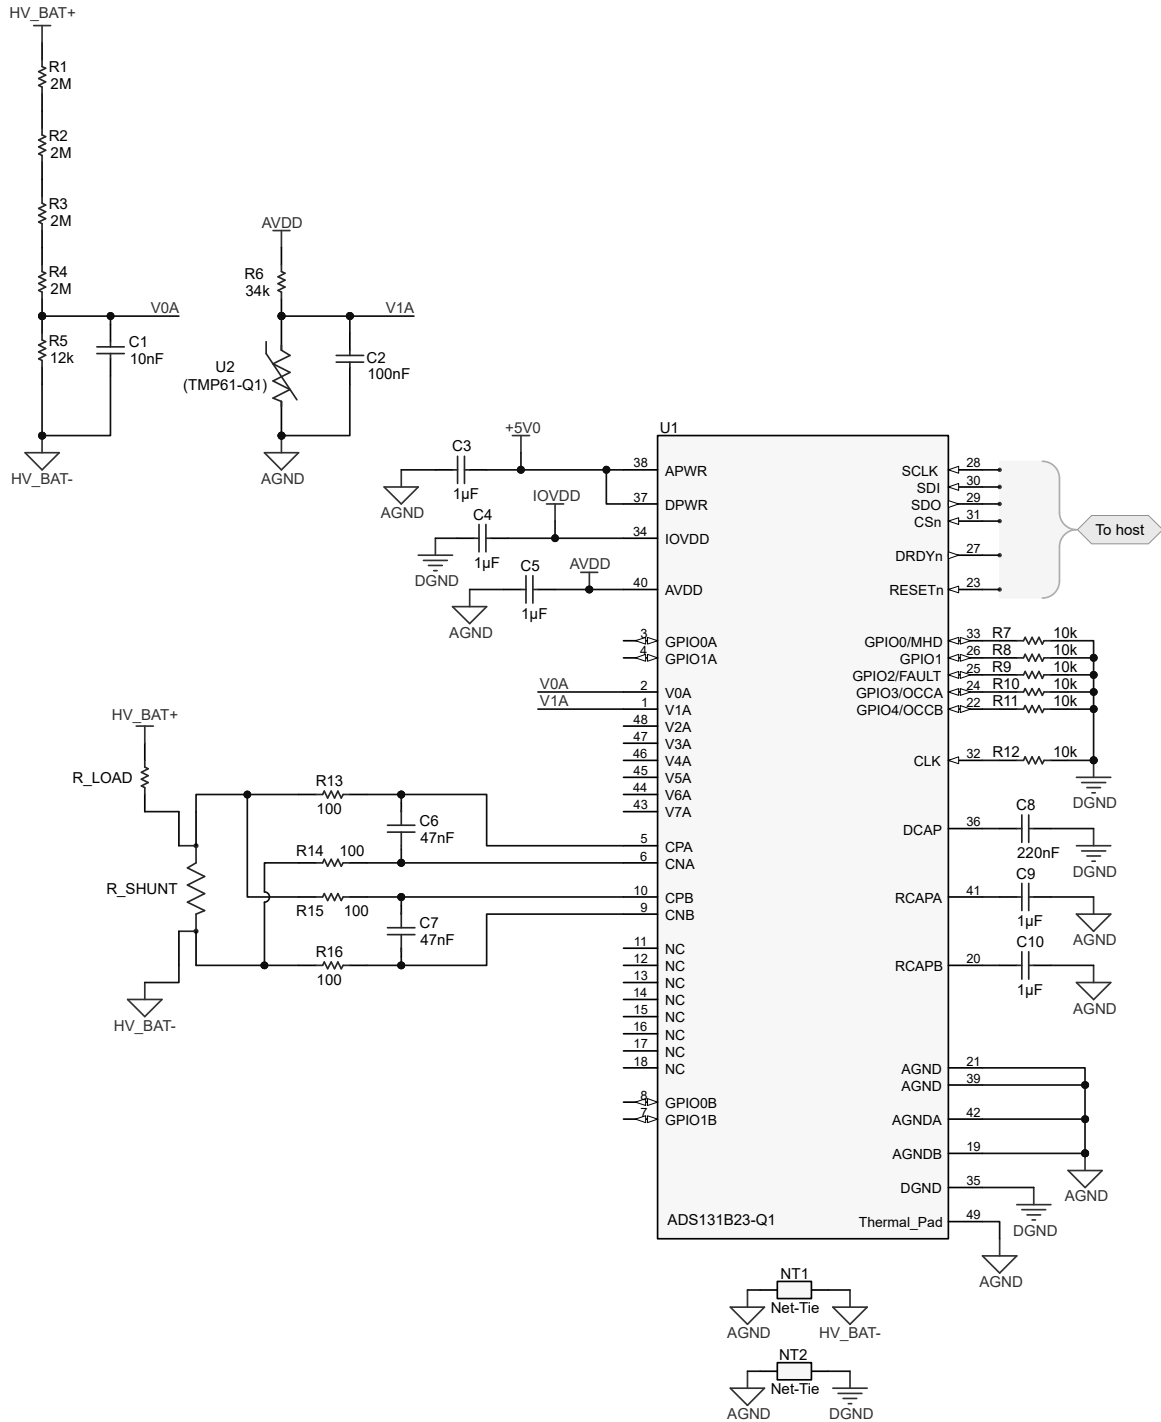 HV_BAT+
R1
2M
R2
2M
R3
2M
R4
2M
V0A
R5
12k
C1
10nF
HV_BAT-
AVDD
R6
34k
V1A
U2
(TMP61-Q1)
C2
100nF
AGND
U1
+5V0
C3
1µF
AGND
38 APWR
37 DPWR
IOVDD
C4
1µF
DGND
34 IOVDD
AVDD
C5
1µF
AGND
40 AVDD
3 GPIO0A
4 GPIO1A
V0A 2 V0A
V1A 1 V1A
48 V2A
47 V3A
46 V4A
45 V5A
44 V6A
43 V7A
5 CPA
6 CNA
10 CPB
9 CNB
11 NC
12 NC
13 NC
14 NC
15 NC
16 NC
17 NC
18 NC
8 GPIO0B
7 GPIO1B
ADS131B23-Q1
HV_BAT+
R_LOAD
R_SHUNT
HV_BAT-
R13
100
C6
47nF
R14 100
R15 100
C7
47nF
R16
100
SCLK 28
SDI 30
SDO 29
CSn 31
DRDYn 27
RESETn 23
To host
GPIO0/MHD 33 R7 10k
GPIO1 26 R8 10k
GPIO2/FAULT 25 R9 10k
GPIO3/OCCA 24 R10 10k
GPIO4/OCCB 22 R11 10k
CLK 32 R12 10k
DGND
DCAP 36
C8
220nF
DGND
RCAPA 41
C9
1µF
AGND
RCAPB 20
C10
1µF
AGND
AGND 21
AGND 39
AGNDA 42
AGNDB 19
AGND
DGND 35
DGND
Thermal_Pad 49
AGND
NT1
Net-Tie
AGND HV_BAT-
NT2
Net-Tie
AGND DGND